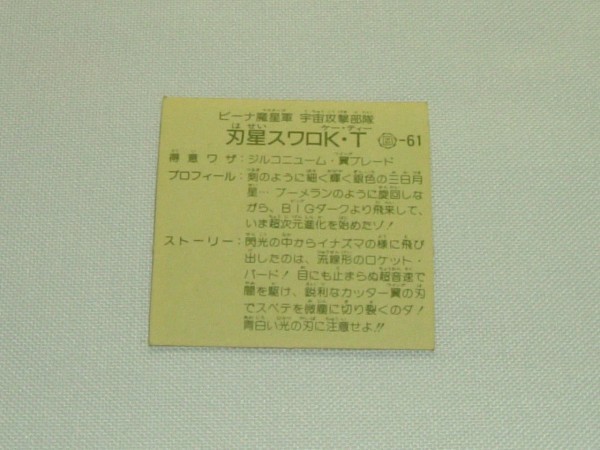 ビーナ魔星軍 宇宙攻撃部隊
刃星スワロK・T -61
得意ワザ:ジルコニューム・翼ブレード
プロフィール:剣のように細く輝く銀色の三日月
星…ブーメランのように旋回しな
がら、BIGダークより飛来して、
いま超次元進化を始めたゾ!
ストーリー:閃光の中からイナズマの様に飛び
出したのは、流線形のロケット・
バード!目にも止まらぬ超音速で
闇を駆け、鋭利なカッター翼の刃
でスベテを微塵に切り裂くのダ!
青白い光の刃に注意せよ!!